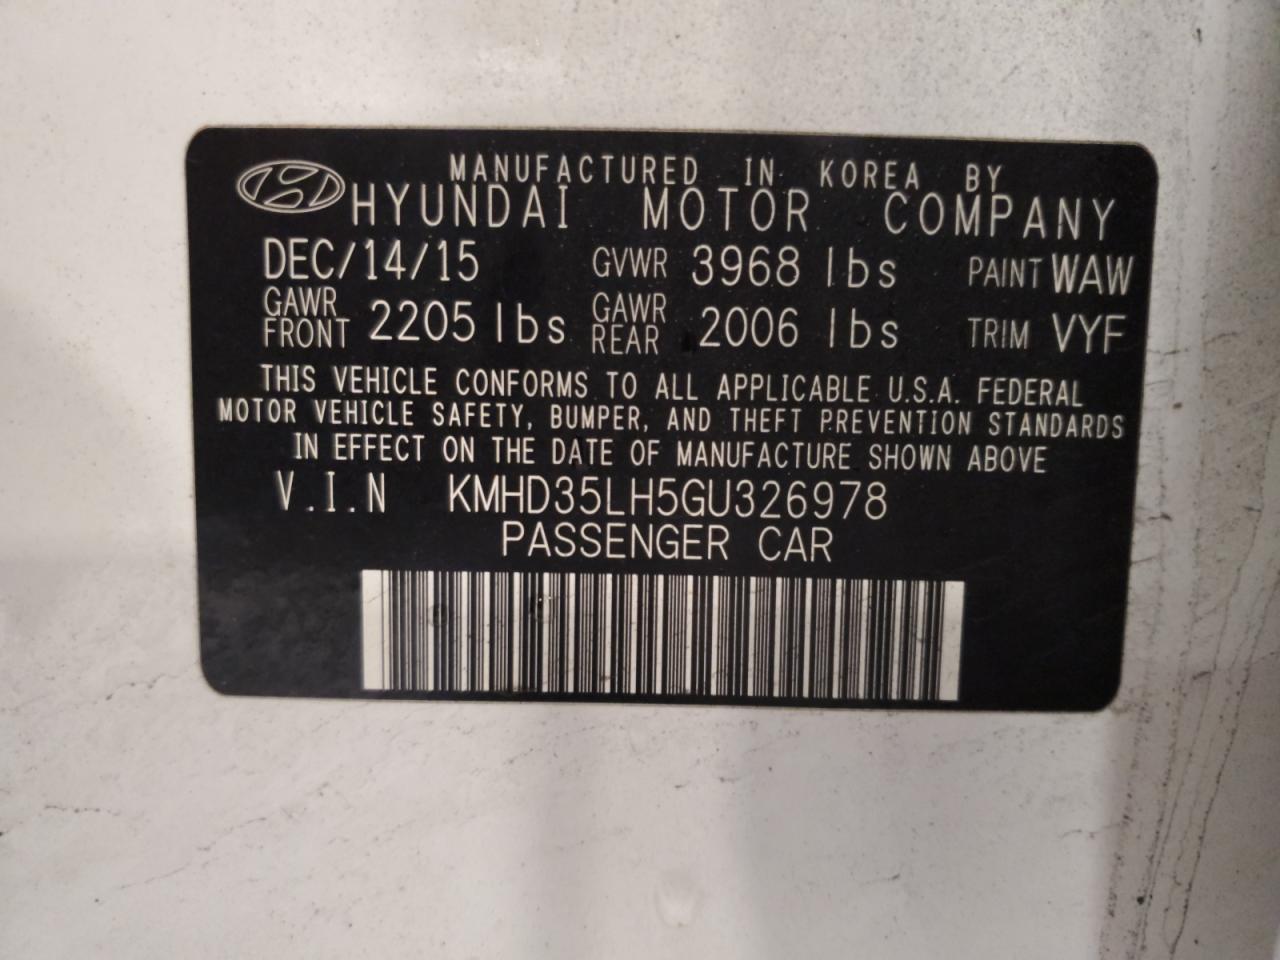 MANUFACTURED IN KOREA BY
HYUNDAI MOTOR COMPANY
DEC/14/15 GVWR 3968 lbs PAINT WAW
GAWR FRONT 2205 lbs GAWR REAR 2006 lbs TRIM VYF
THIS VEHICLE CONFORMS TO ALL APPLICABLE U.S.A. FEDERAL
MOTOR VEHICLE SAFETY, BUMPER, AND THEFT PREVENTION STANDARDS
IN EFFECT ON THE DATE OF MANUFACTURE SHOWN ABOVE
V.I.N KMHD35LH5GU326978
PASSENGER CAR